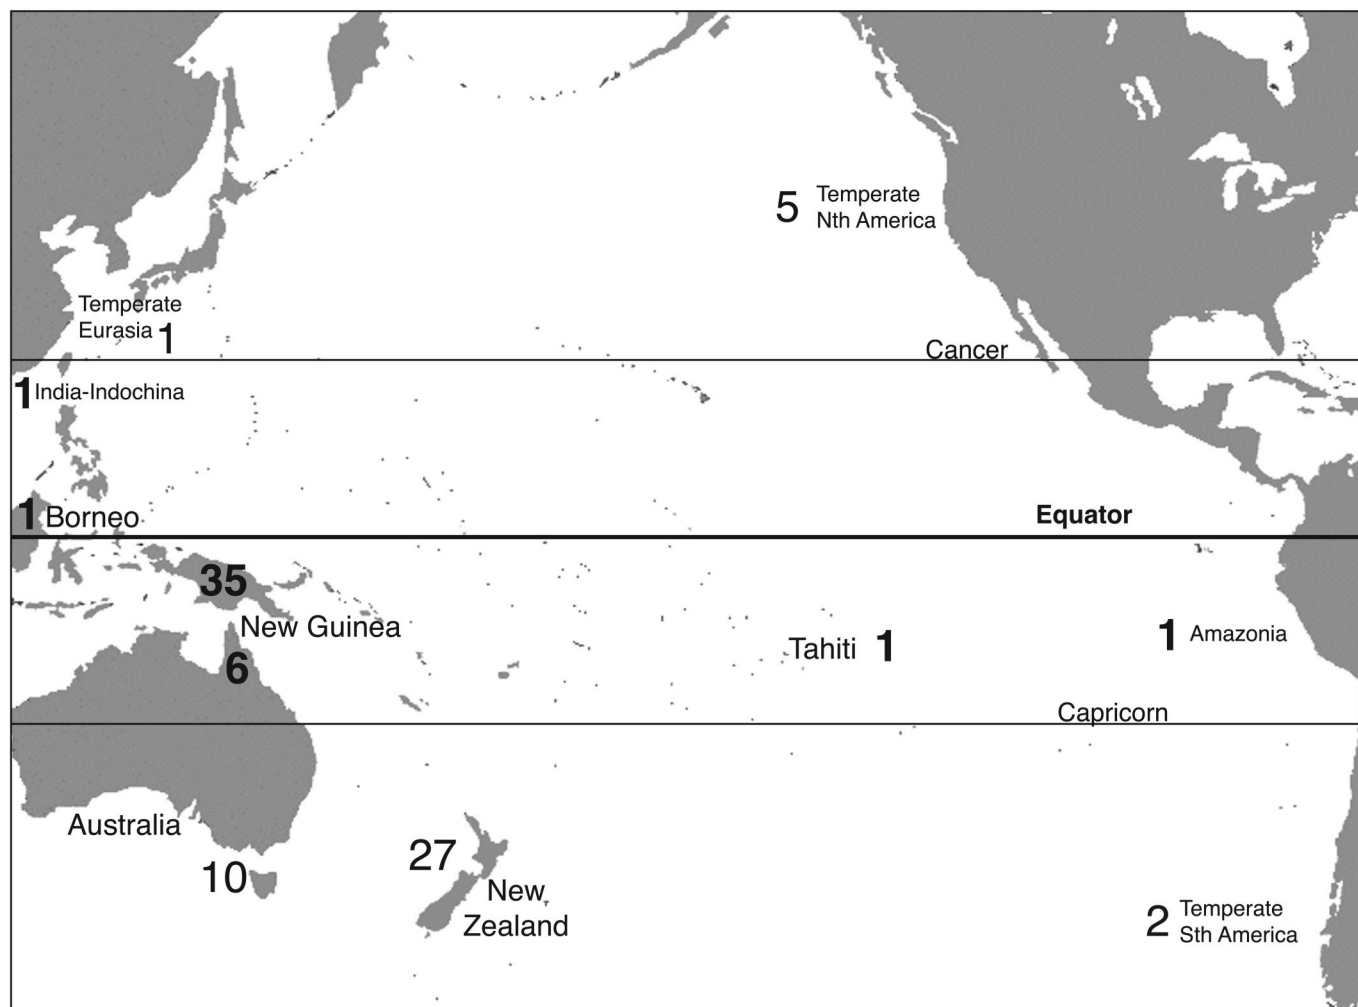 5 Temperate
Nth America
Temperate
Eurasia 1
Cancer
1 India-Indochina
1 Borneo
Equator
35
New Guinea
6
Tahiti 1
1 Amazonia
Capricorn
Australia
10
27
New
Zealand
2 Temperate
Sth America